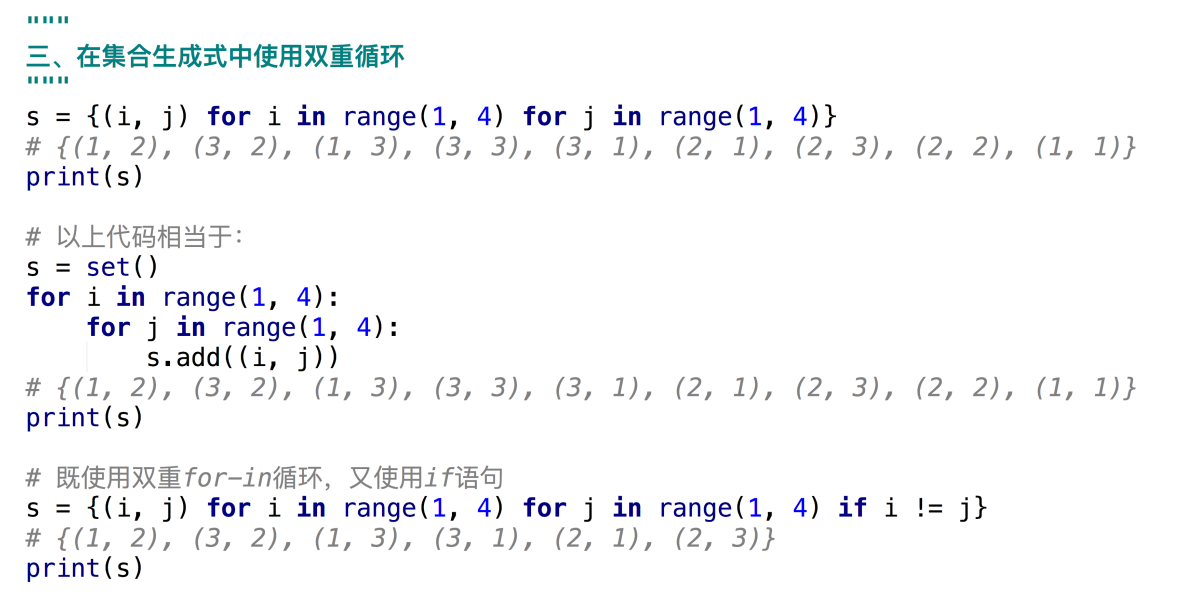 """
三、在集合生成式中使用双重循环
"""
s = {(i, j) for i in range(1, 4) for j in range(1, 4)}
# {(1, 2), (3, 2), (1, 3), (3, 3), (3, 1), (2, 1), (2, 3), (2, 2), (1, 1)}
print(s)

# 以上代码相当于：
s = set()
for i in range(1, 4):
    for j in range(1, 4):
        s.add((i, j))
# {(1, 2), (3, 2), (1, 3), (3, 3), (3, 1), (2, 1), (2, 3), (2, 2), (1, 1)}
print(s)

# 既使用双重for-in循环，又使用if语句
s = {(i, j) for i in range(1, 4) for j in range(1, 4) if i != j}
# {(1, 2), (3, 2), (1, 3), (3, 1), (2, 1), (2, 3)}
print(s)